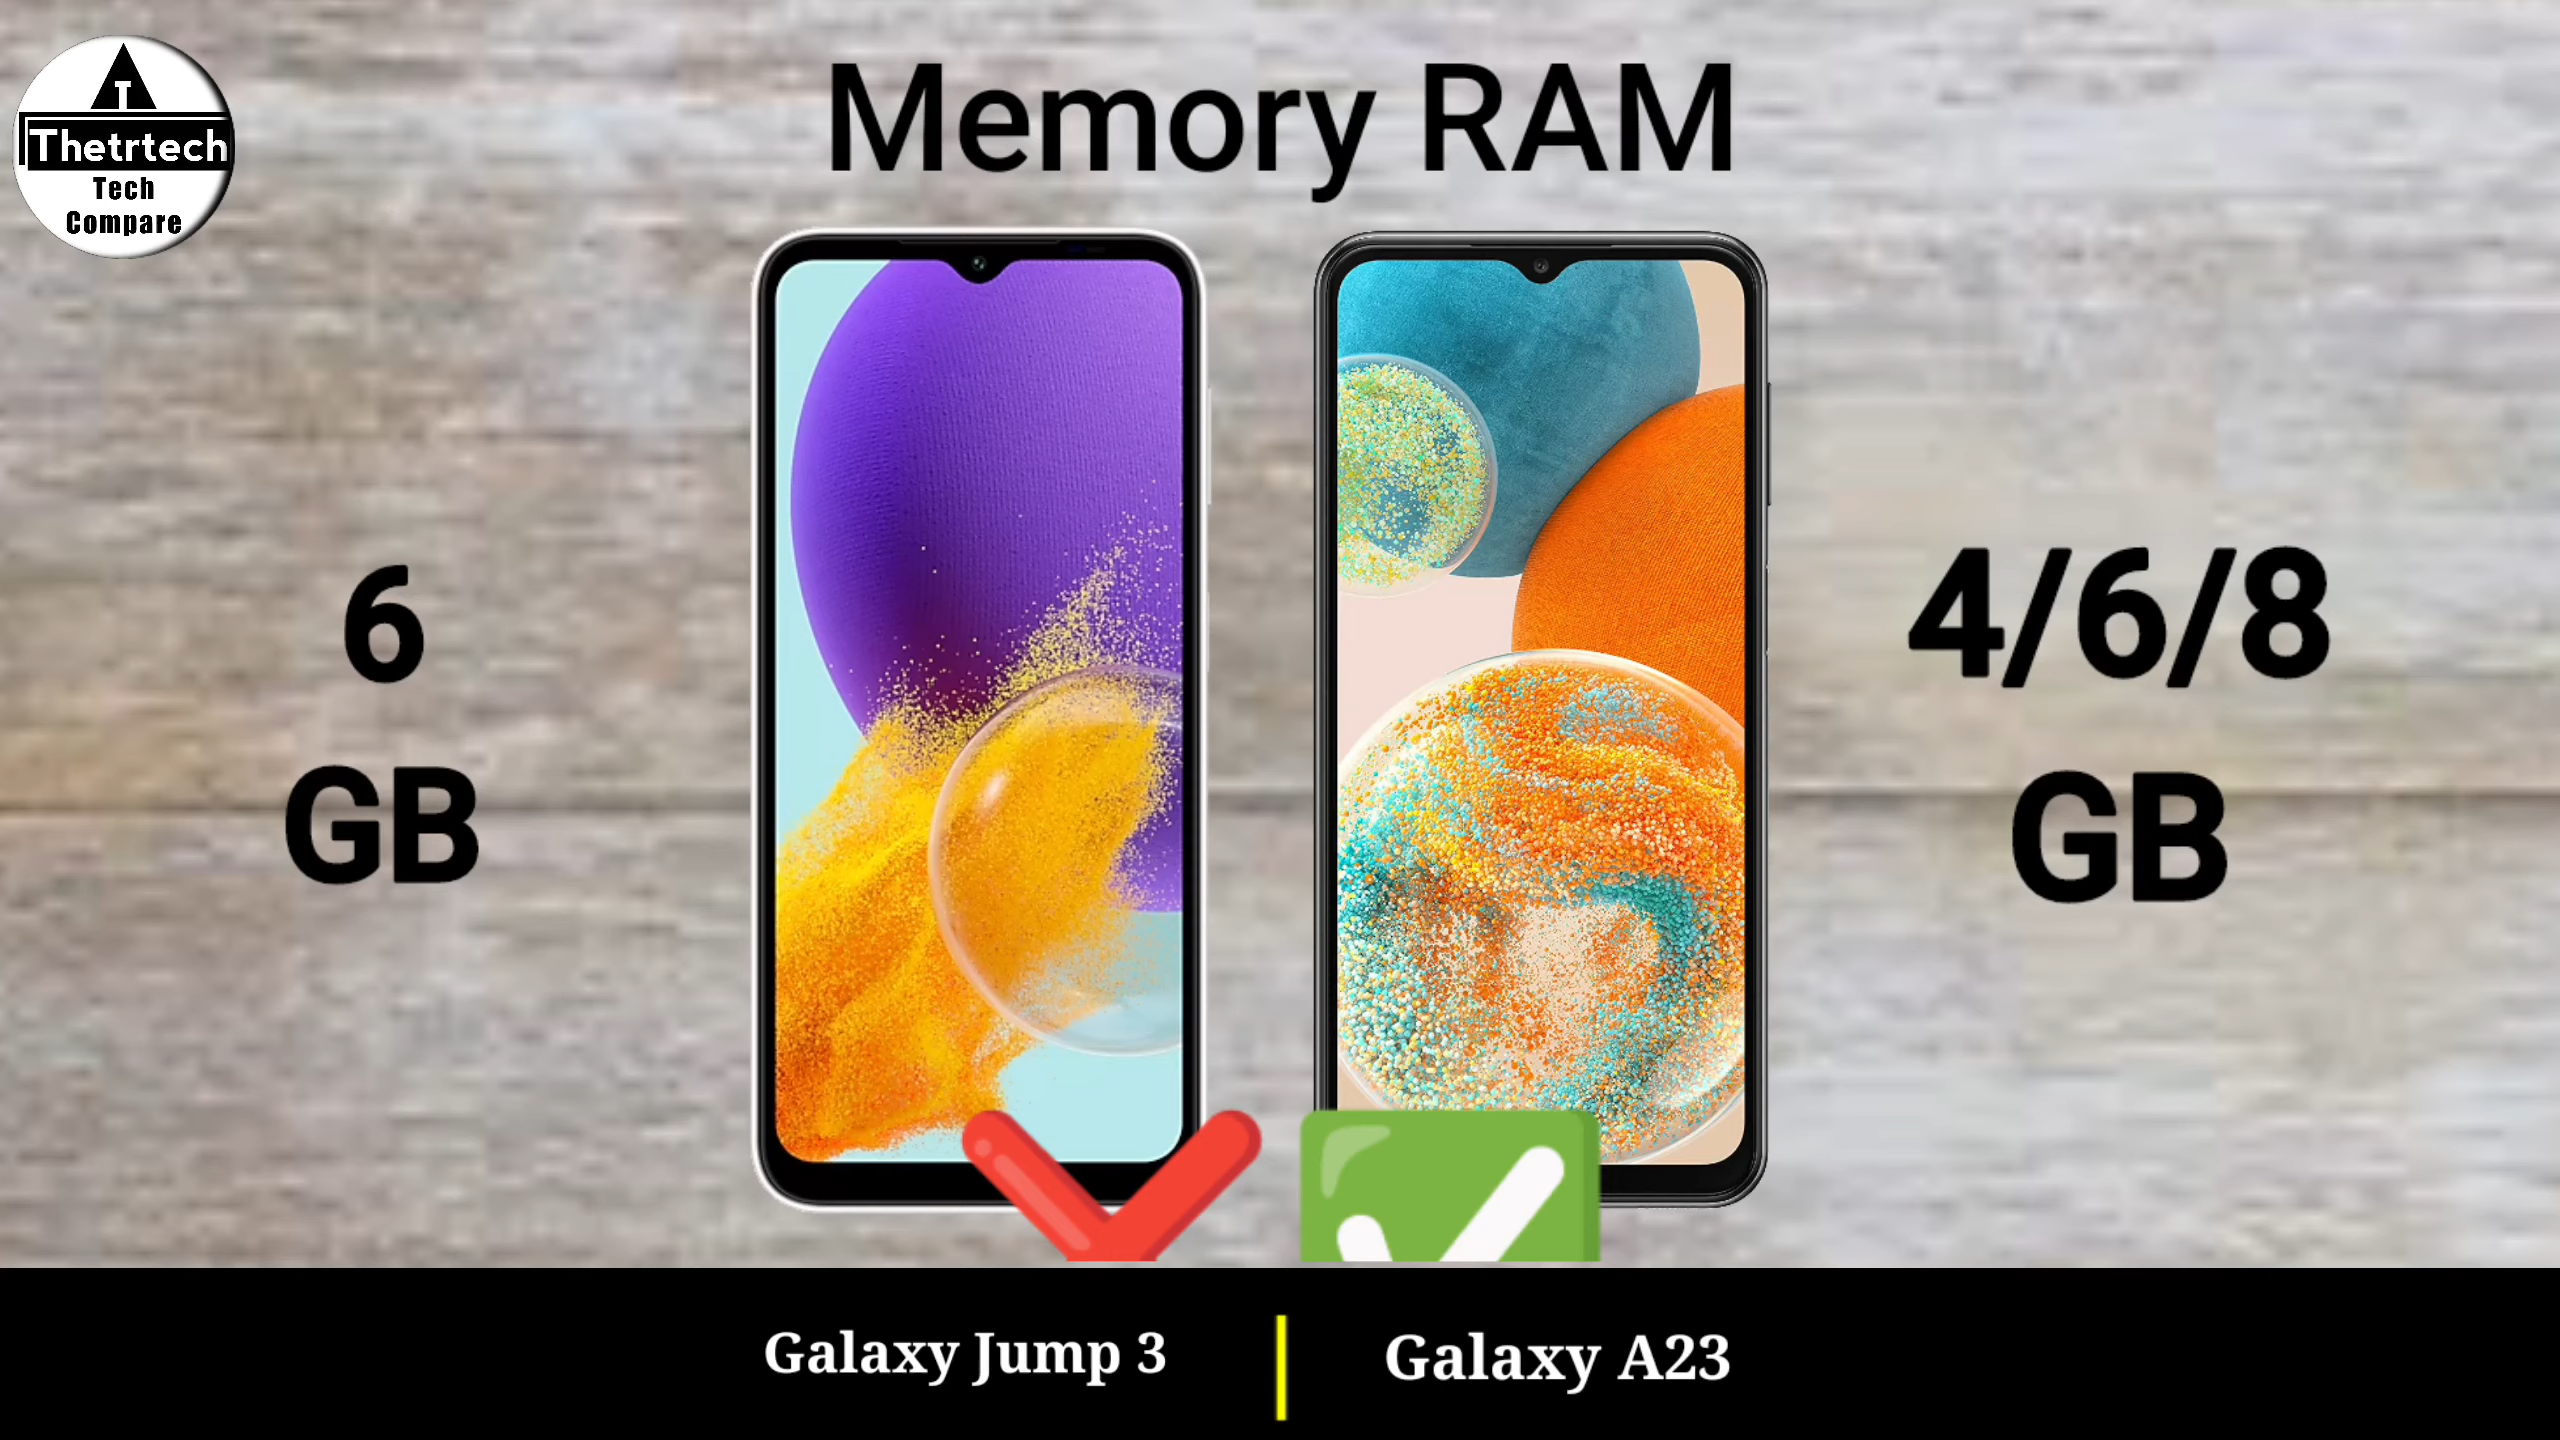 T
Thetrtech
Tech
Compare
Memory RAM
6
GB
4/6/8
GB
Galaxy Jump 3
Galaxy A23